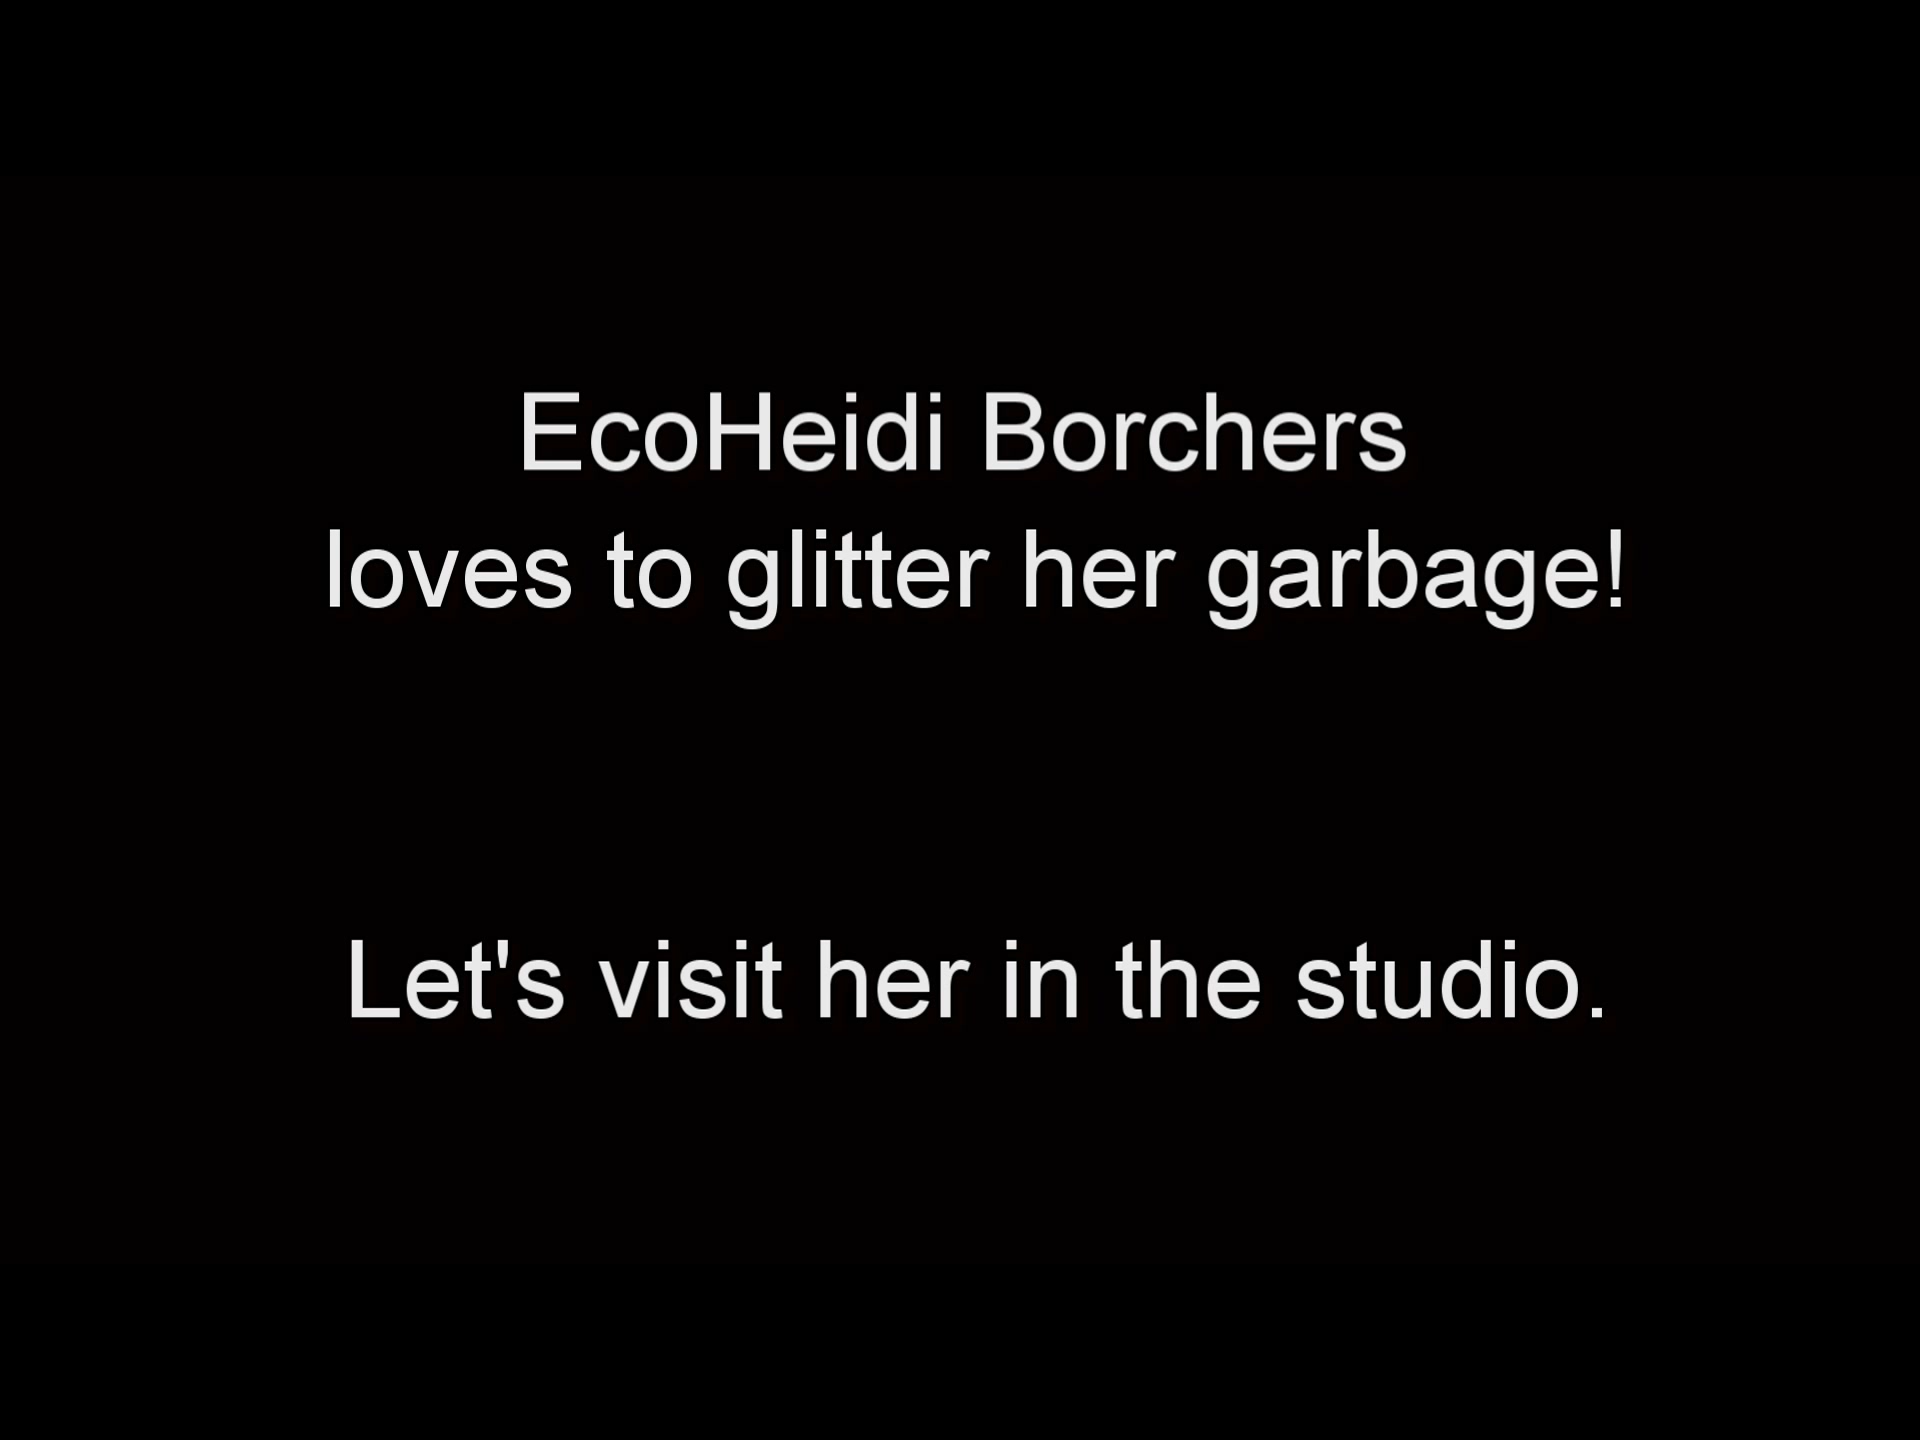 EcoHeidi Borchers
loves to glitter her garbage!
Let's visit her in the studio.